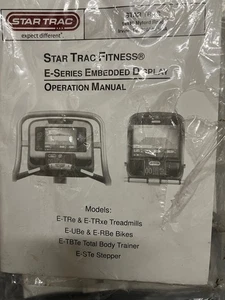 STAR TRAC
expect different
STAR TRAC FITNESS®
E-SERIES EMBEDDED DISPLAY
OPERATION MANUAL
Models:
E-TRe & E-TRxe Treadmills
E-UBe & E-RBe Bikes
E-TBTe Total Body Trainer
E-STe Stepper